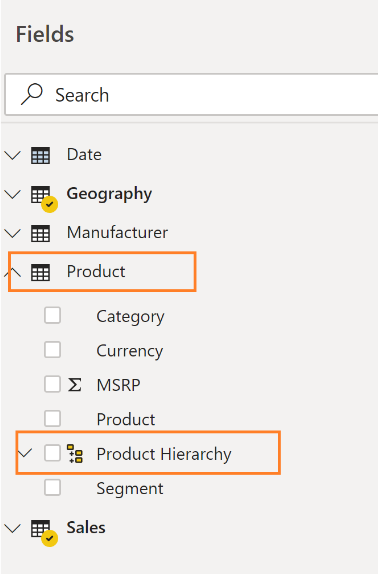 Fields
Search
Date
Geography
Manufacturer
Product
Category
Currency
MSRP
Product
Product Hierarchy
Segment
Sales